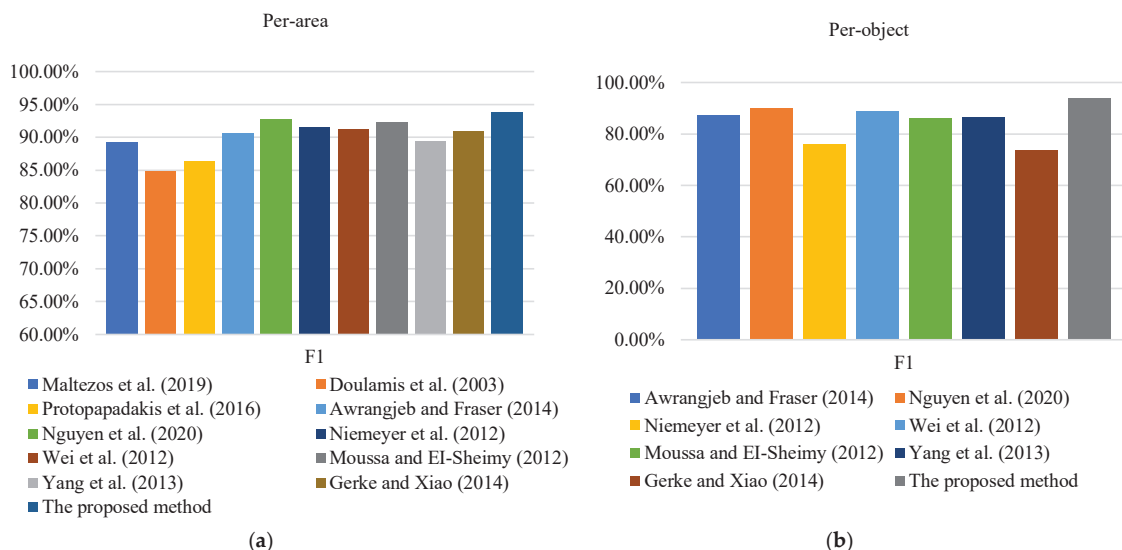 Per-area
100.00%
95.00%
90.00%
85.00%
80.00%
75.00%
70.00%
65.00%
60.00%
F1
Maltezos et al. (2019) Doulamis et al. (2003)
Protopapadakis et al. (2016) Awrangjeb and Fraser (2014)
Nguyen et al. (2020) Niemeyer et al. (2012)
Wei et al. (2012) Moussa and EI-Sheimy (2012)
Yang et al. (2013) Gerke and Xiao (2014)
The proposed method
(a)
Per-object
100.00%
80.00%
60.00%
40.00%
20.00%
0.00%
F1
Awrangjeb and Fraser (2014) Nguyen et al. (2020)
Niemeyer et al. (2012) Wei et al. (2012)
Moussa and EI-Sheimy (2012) Yang et al. (2013)
Gerke and Xiao (2014) The proposed method
(b)